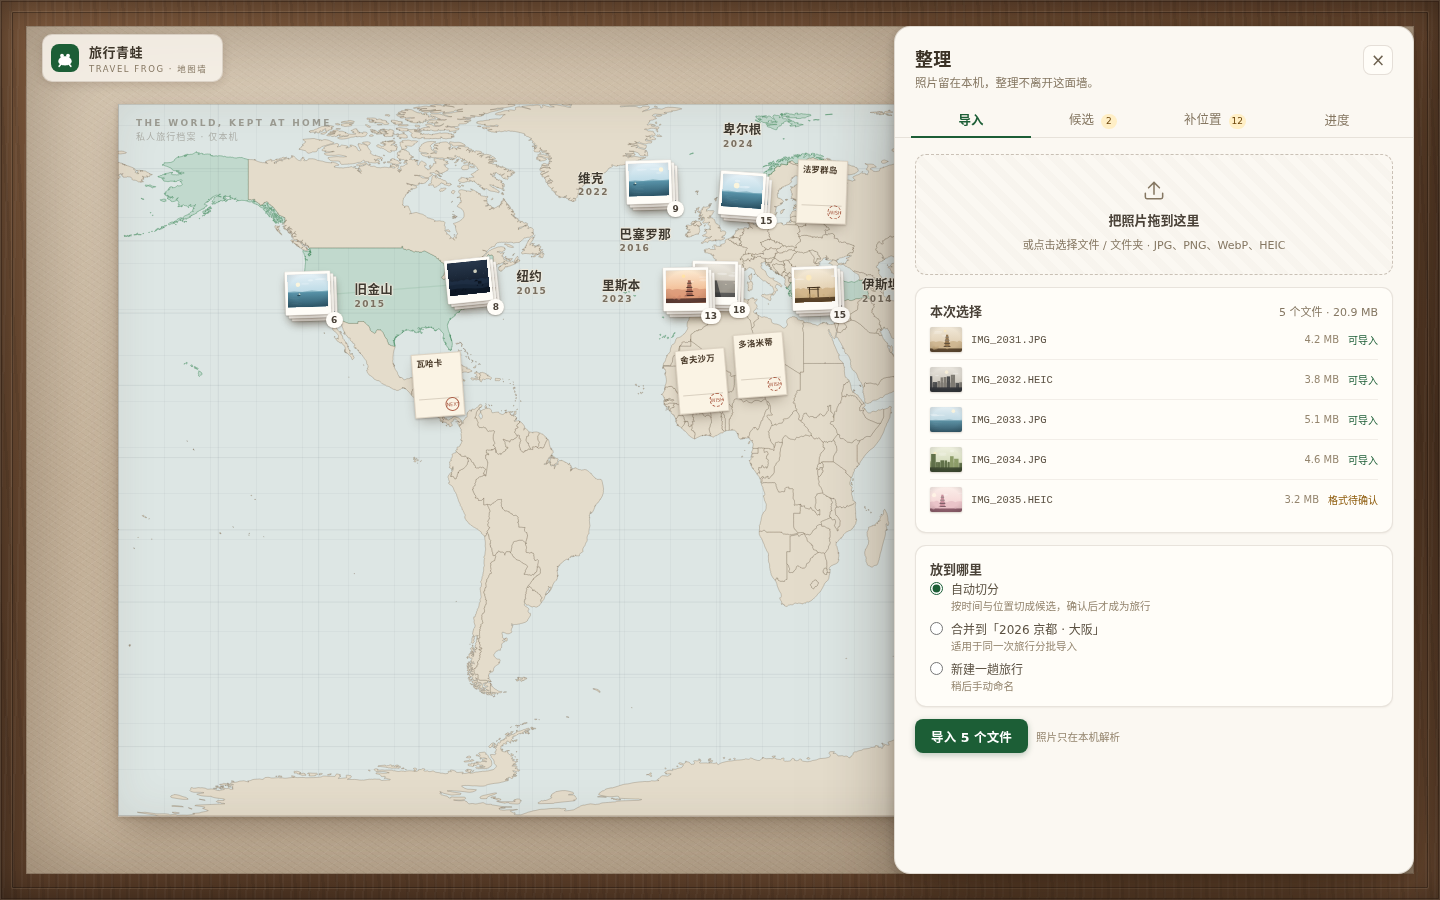 旅行青蛙
TRAVEL FROG · 地图墙
THE WORLD, KEPT AT HOME
私人旅行档案 · 仅本机
卑尔根
2024
维克
2022
9
15
法罗群岛
WISH
巴塞罗那
2016
旧金山
2015
6
纽约
2015
8
里斯本
2023
13
18
15
伊斯坦
2014
瓦哈卡
NEXT
舍夫沙万
WISH
多洛米蒂
WISH
整理
照片留在本机，整理不离开这面墙。
导入
候选 2
补位置 12
进度
把照片拖到这里
或点击选择文件 / 文件夹 · JPG、PNG、WebP、HEIC
本次选择
5 个文件 · 20.9 MB
IMG_2031.JPG 4.2 MB 可导入
IMG_2032.HEIC 3.8 MB 可导入
IMG_2033.JPG 5.1 MB 可导入
IMG_2034.JPG 4.6 MB 可导入
IMG_2035.HEIC 3.2 MB 格式待确认
放到哪里
自动切分
按时间与位置切成候选，确认后才成为旅行
合并到「2026 京都 · 大阪」
适用于同一次旅行分批导入
新建一趟旅行
稍后手动命名
导入 5 个文件
照片只在本机解析